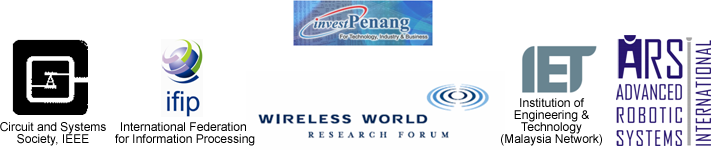 investPenang
For Technology, Industry & Business
Circuit and Systems
Society, IEEE
ifip
International Federation
for Information Processing
WIRELESS WORLD
RESEARCH FORUM
IET
Institution of
Engineering &
Technology
(Malaysia Network)
ARS
ADVANCED
ROBOTIC
SYSTEMS
INTERNATIONAL